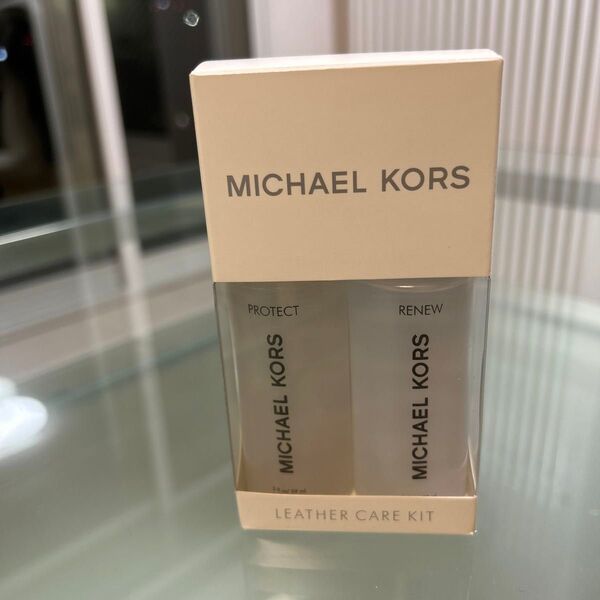 MICHAEL KORS
PROTECT
RENEW
MICHAEL KORS
MICHAEL KORS
LEATHER CARE KIT